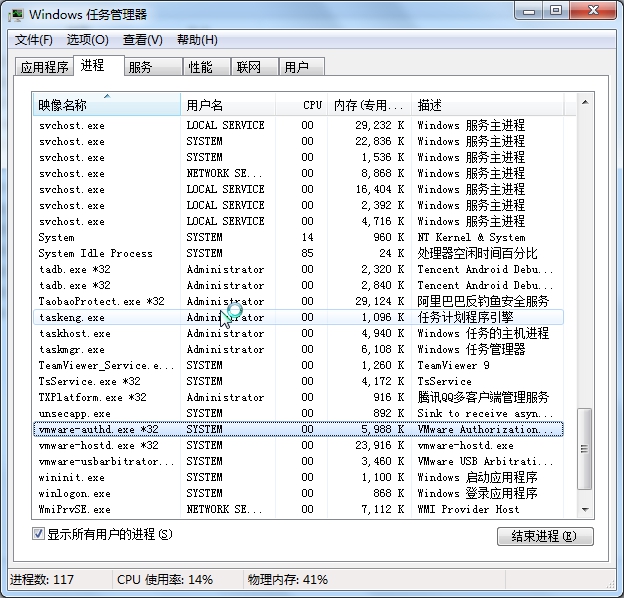 Windows 任务管理器
文件(F) 选项(O) 查看(V) 帮助(H)
应用程序 进程 服务 性能 联网 用户
映像名称 用户名 CPU 内存(专用... 描述
svchost.exe LOCAL SERVICE 00 29,232 K Windows 服务主进程
svchost.exe SYSTEM 00 22,836 K Windows 服务主进程
svchost.exe SYSTEM 00 1,536 K Windows 服务主进程
svchost.exe NETWORK SE... 00 8,868 K Windows 服务主进程
svchost.exe LOCAL SERVICE 00 16,404 K Windows 服务主进程
svchost.exe LOCAL SERVICE 00 2,392 K Windows 服务主进程
svchost.exe LOCAL SERVICE 00 4,716 K Windows 服务主进程
System SYSTEM 14 960 K NT Kernel & System
System Idle Process SYSTEM 85 24 K 处理器空闲时间百分比
tadb.exe *32 Administrator 00 2,320 K Tencent Android Debu...
tadb.exe *32 Administrator 00 2,840 K Tencent Android Debu...
TaobaoProtect.exe *32 Administrator 00 29,124 K 阿里巴巴反钓鱼安全服务
taskeng.exe Administrator 00 1,096 K 任务计划程序引擎
taskhost.exe Administrator 00 4,940 K Windows 任务的主机进程
taskmgr.exe Administrator 00 6,108 K Windows 任务管理器
TeamViewer_Service.e... SYSTEM 00 1,260 K TeamViewer 9
TsService.exe *32 SYSTEM 00 4,172 K TsService
TXPlatform.exe *32 Administrator 00 916 K 腾讯QQ多客户端管理服务
unsecapp.exe SYSTEM 00 892 K Sink to receive asyn...
vmware-authd.exe *32 SYSTEM 00 5,988 K VMware Authorization...
vmware-hostd.exe *32 SYSTEM 00 23,916 K vmware-hostd.exe
vmware-usbarbitrator... SYSTEM 00 3,460 K VMware USB Arbitrati...
wininit.exe SYSTEM 00 1,100 K Windows 启动应用程序
winlogon.exe SYSTEM 00 868 K Windows 登录应用程序
WmiPrvSE.exe NETWORK SE... 00 7,112 K WMI Provider Host
显示所有用户的进程(S) 结束进程(E)
进程数: 117 CPU 使用率: 14% 物理内存: 41%